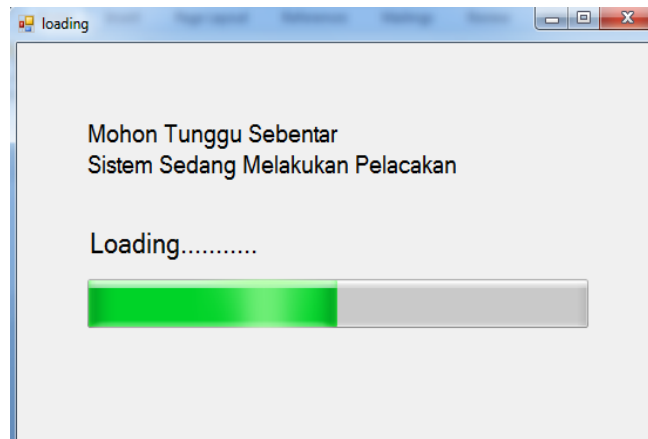 loading
Mohon Tunggu Sebentar
Sistem Sedang Melakukan Pelacakan
Loading...........